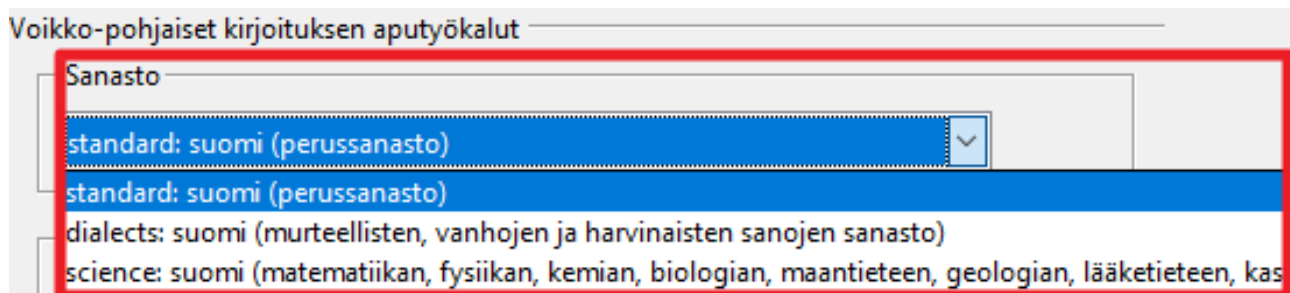 Voikko-pohjaiset kirjoituksen aputyökalut
Sanasto
standard: suomi (perussanasto)
standard: suomi (perussanasto)
dialects: suomi (murteellisten, vanhojen ja harvinaisten sanojen sanasto)
science: suomi (matematiikan, fysiikan, kemian, biologian, maantieteen, geologian, lääketieteen, kas